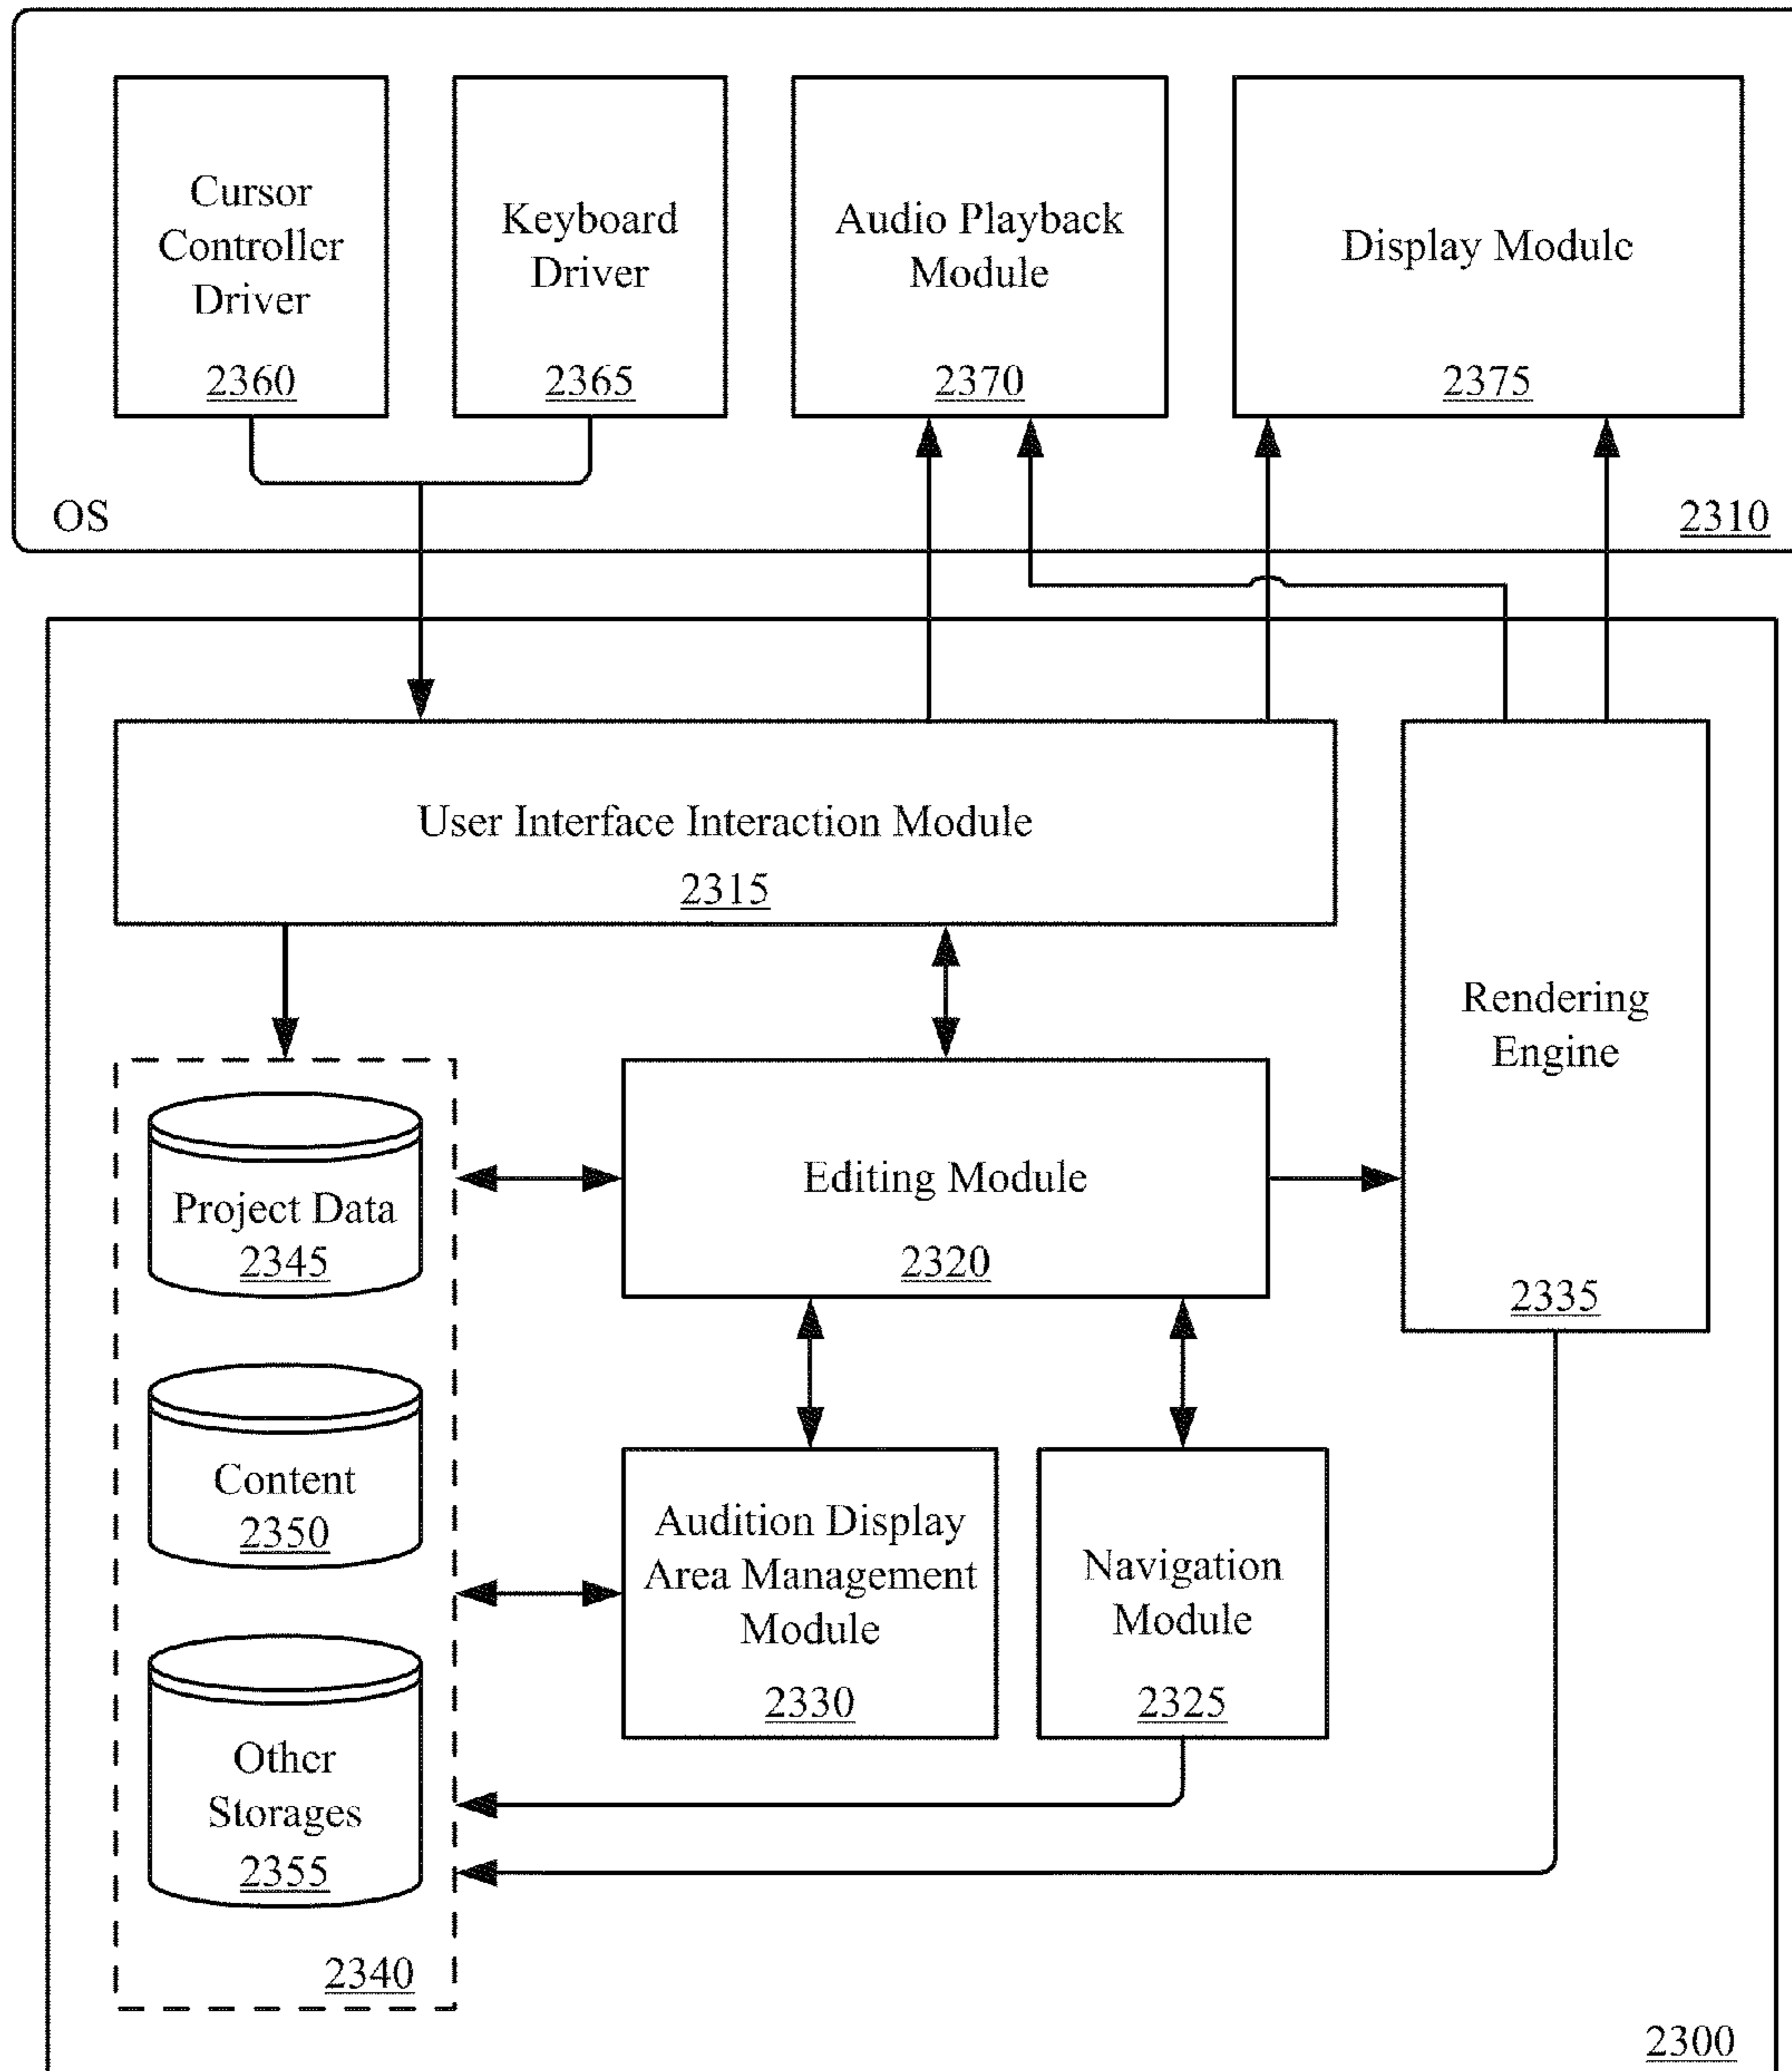 Cursor
Controller
Driver
2360
Keyboard
Driver
2365
Audio Playback
Module
2370
Display Module
2375
OS
2310
User Interface Interaction Module
2315
Rendering
Engine
2335
Project Data
2345
Editing Module
2320
Content
2350
Audition Display
Area Management
Module
2330
Navigation
Module
2325
Other
Storages
2355
2340
2300